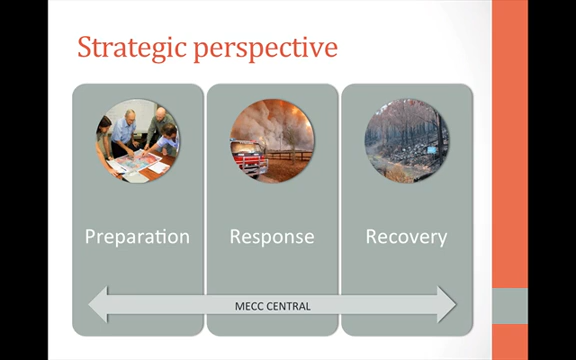 Strategic perspective
Preparation
Response
Recovery
MECC CENTRAL